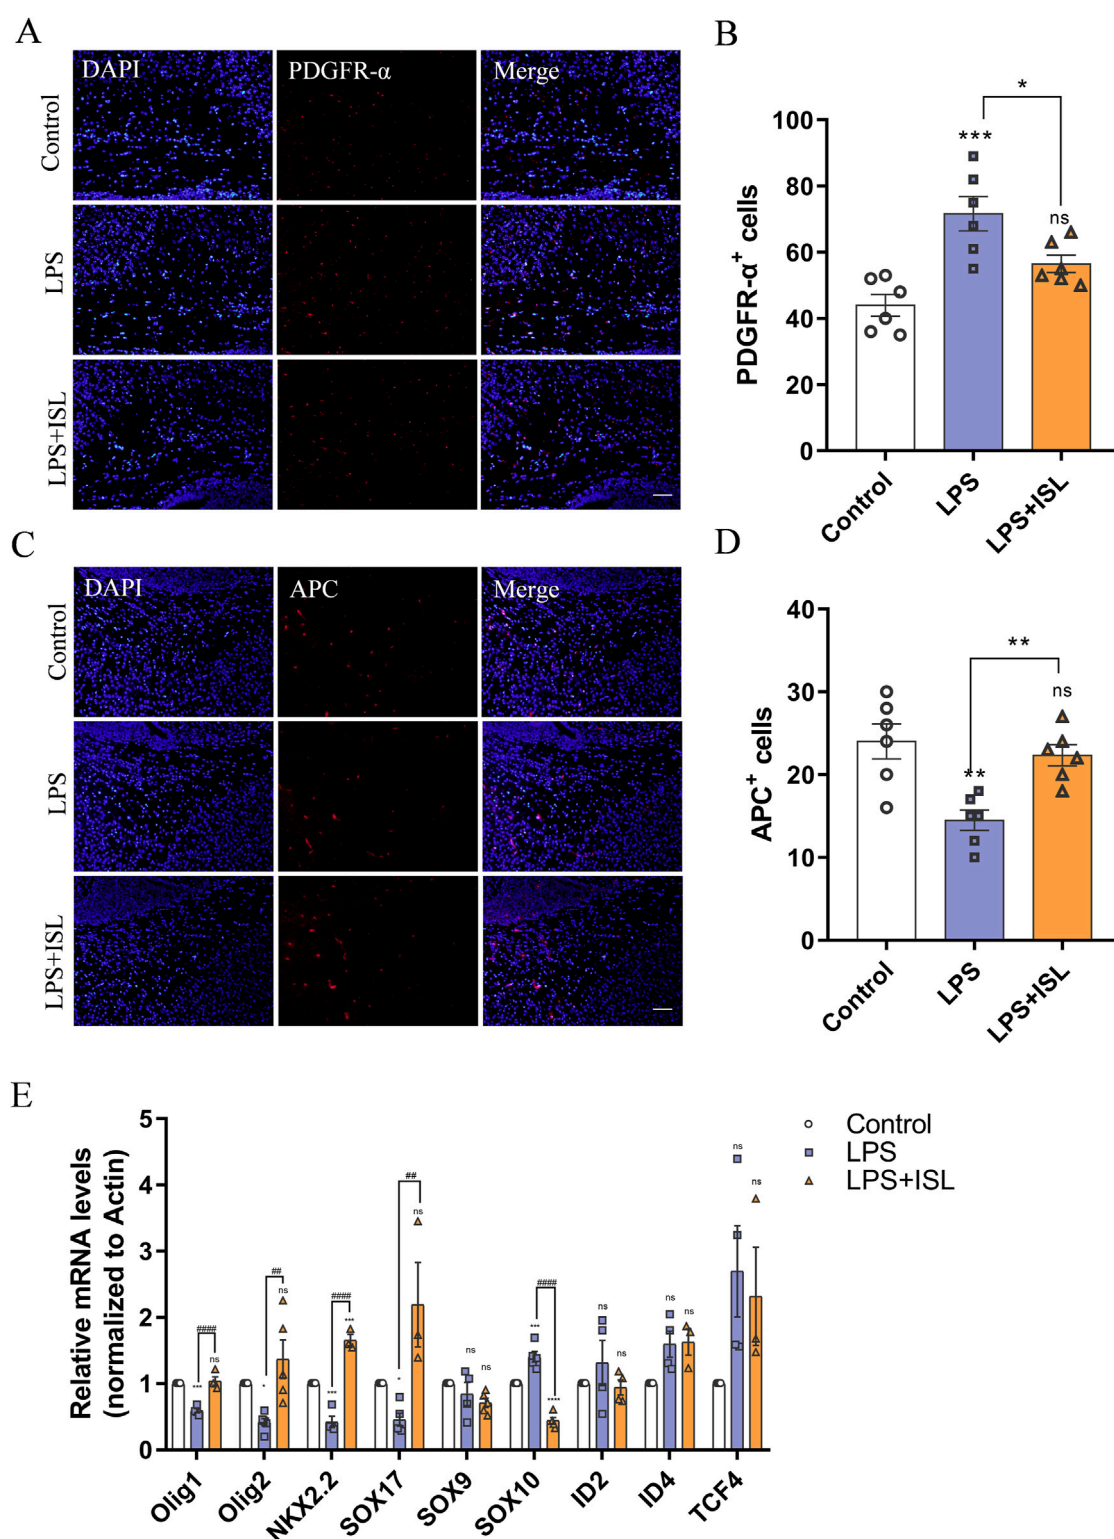 A
DAPI
PDGFR-α
Merge
Control
LPS
LPS+ISL
B
PDGFR-α+ cells
100
80
60
40
20
0
***
*
ns
Control
LPS
LPS+ISL
C
DAPI
APC
Merge
Control
LPS
LPS+ISL
D
APC+ cells
40
30
20
10
0
**
**
ns
Control
LPS
LPS+ISL
E
Relative mRNA levels
(normalized to Actin)
5
4
3
2
1
0
*** #### ns
* ## ns
*** #### ***
* ## ns
ns ns
*** #### ****
ns ns
ns ns
ns ns
Olig1
Olig2
NKX2.2
SOX17
SOX9
SOX10
ID2
ID4
TCF4
Control
LPS
LPS+ISL